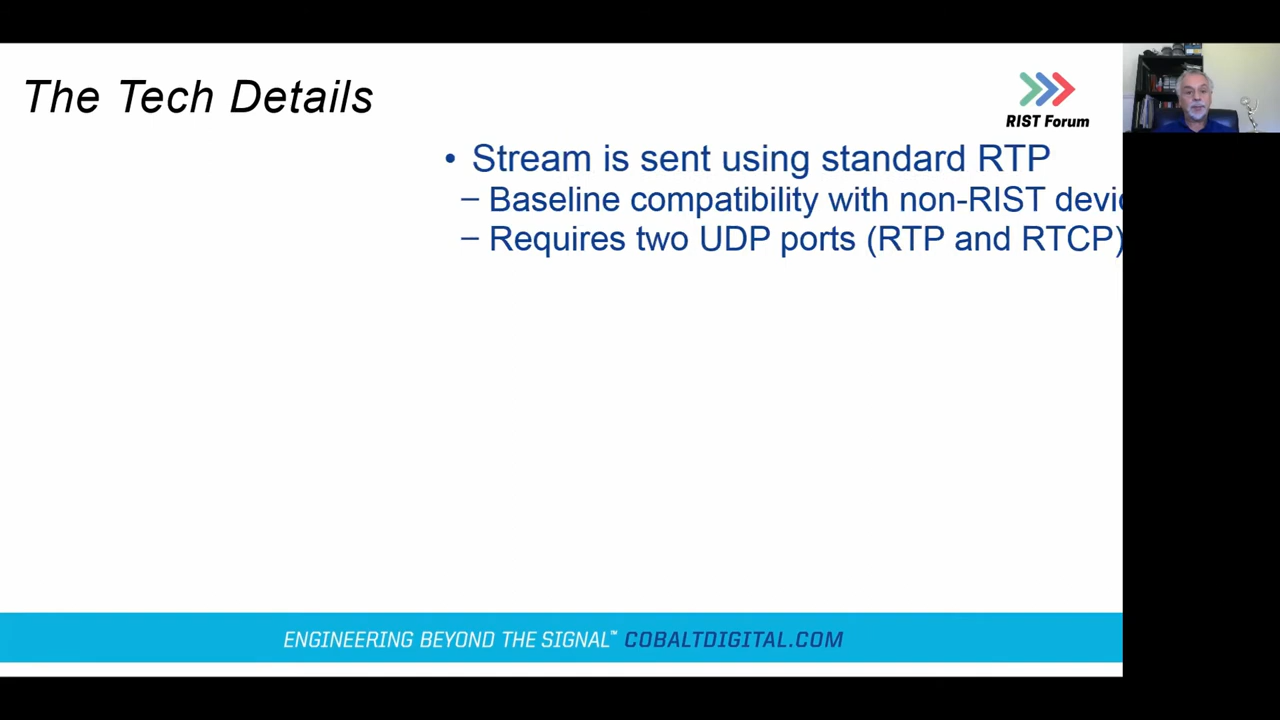 The Tech Details
RIST Forum
• Stream is sent using standard RTP
– Baseline compatibility with non-RIST
– Requires two UDP ports (RTP and RTCP)
ENGINEERING BEYOND THE SIGNAL™ COBALTDIGITAL.COM